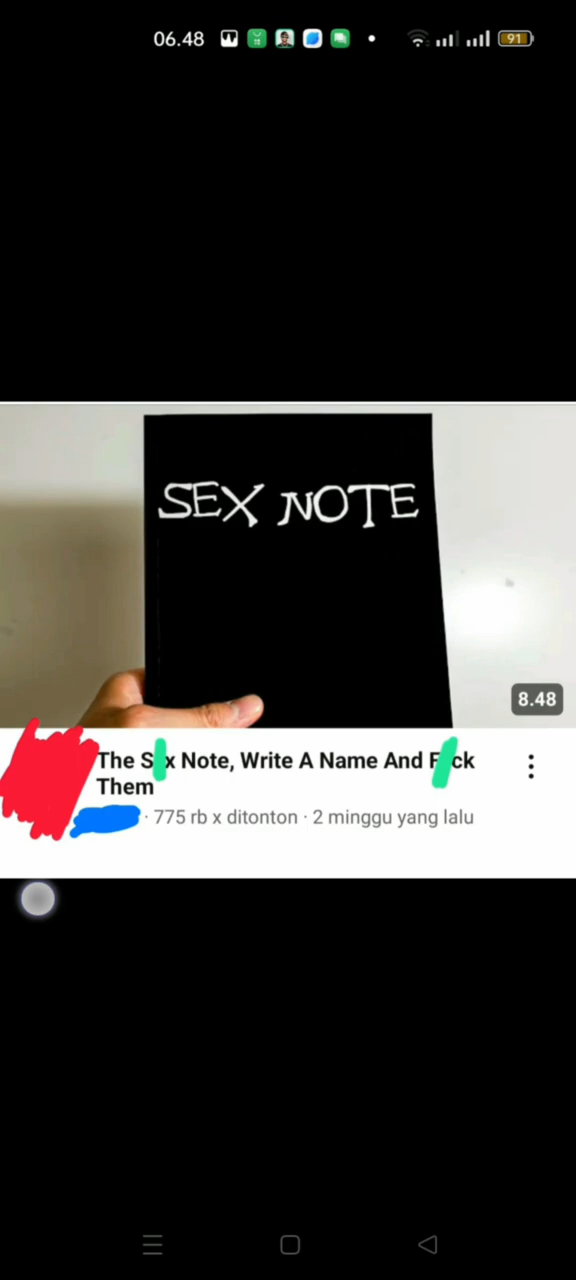 06.48
91
SEX NOTE
8.48
The S x Note, Write A Name And F ck
Them
· 775 rb x ditonton · 2 minggu yang lalu